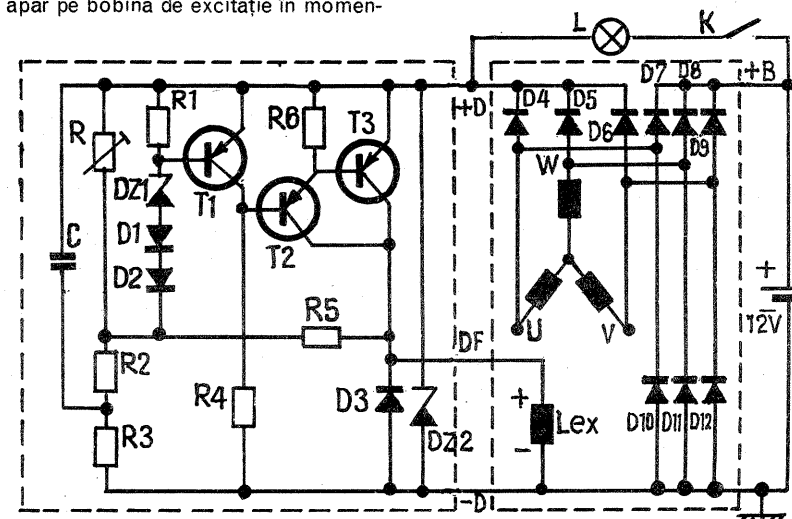 apar pe bobina de excitație în momen-
L K
D7 D8 +B
R1 +D D4 D5
R R6 T3 D6 D9
DZ1 W
T1
C D1
T2
D2 +
R5 12V
DF U V
R2
R4 D3 + Lex D10 D11 D12
R3 DZ2 -
-D